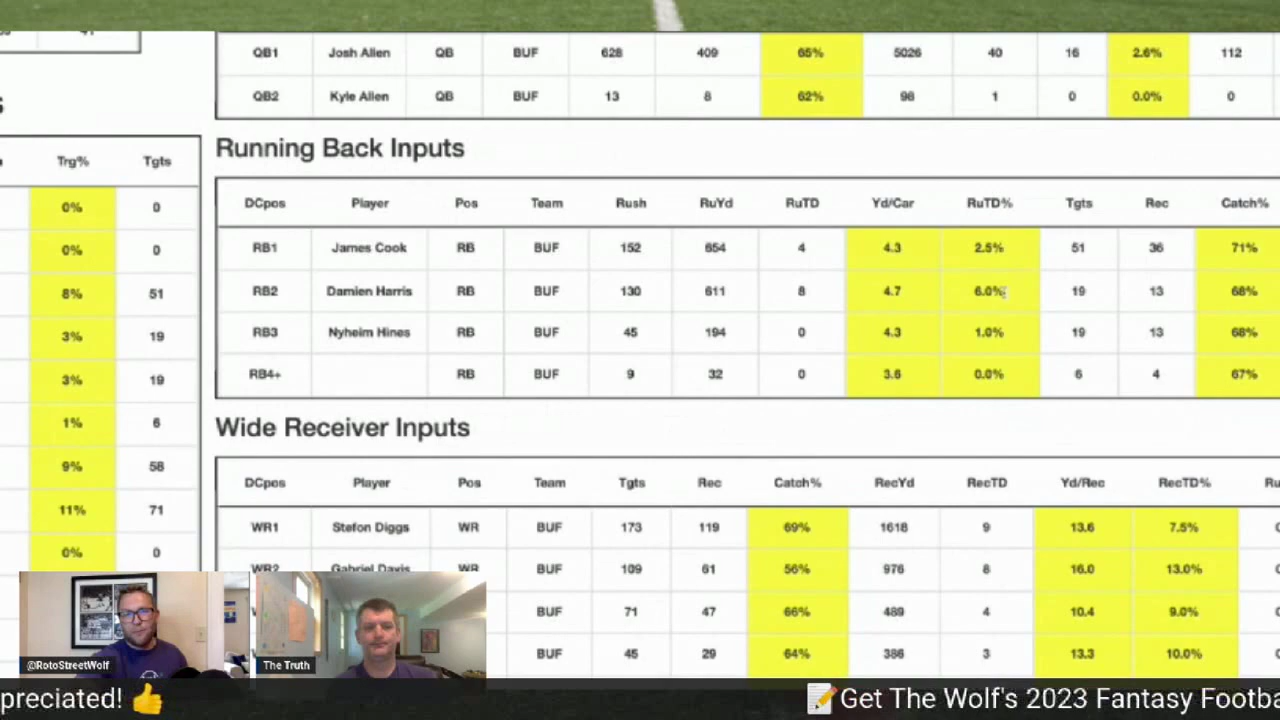 41
QB1 Josh Allen QB BUF 628 409 65% 5026 40 16 2.6% 112
QB2 Kyle Allen QB BUF 13 8 62% 98 1 0 0.0% 0
s
Running Back Inputs
Trg% Tgts
DCpos Player Pos Team Rush RuYd RuTD Yd/Car RuTD% Tgts Rec Catch%
0% 0
RB1 James Cook RB BUF 152 654 4 4.3 2.5% 51 36 71%
0% 0
RB2 Damien Harris RB BUF 130 611 8 4.7 6.0% 19 13 68%
8% 51
RB3 Nyheim Hines RB BUF 45 194 0 4.3 1.0% 19 13 68%
3% 19
RB4+ RB BUF 9 32 0 3.6 0.0% 6 4 67%
3% 19
1% 6
Wide Receiver Inputs
9% 58
DCpos Player Pos Team Tgts Rec Catch% RecYd RecTD Yd/Rec RecTD% Ru
11% 71
WR1 Stefon Diggs WR BUF 173 119 69% 1618 9 13.6 7.5%
0% 0
WR2 Gabriel Davis WR BUF 109 61 56% 976 8 16.0 13.0%
BUF 71 47 66% 489 4 10.4 9.0%
BUF 45 29 64% 386 3 13.3 10.0%
@RotoStreetWolf
The Truth
preciated! 👍 📝Get The Wolf's 2023 Fantasy Footba